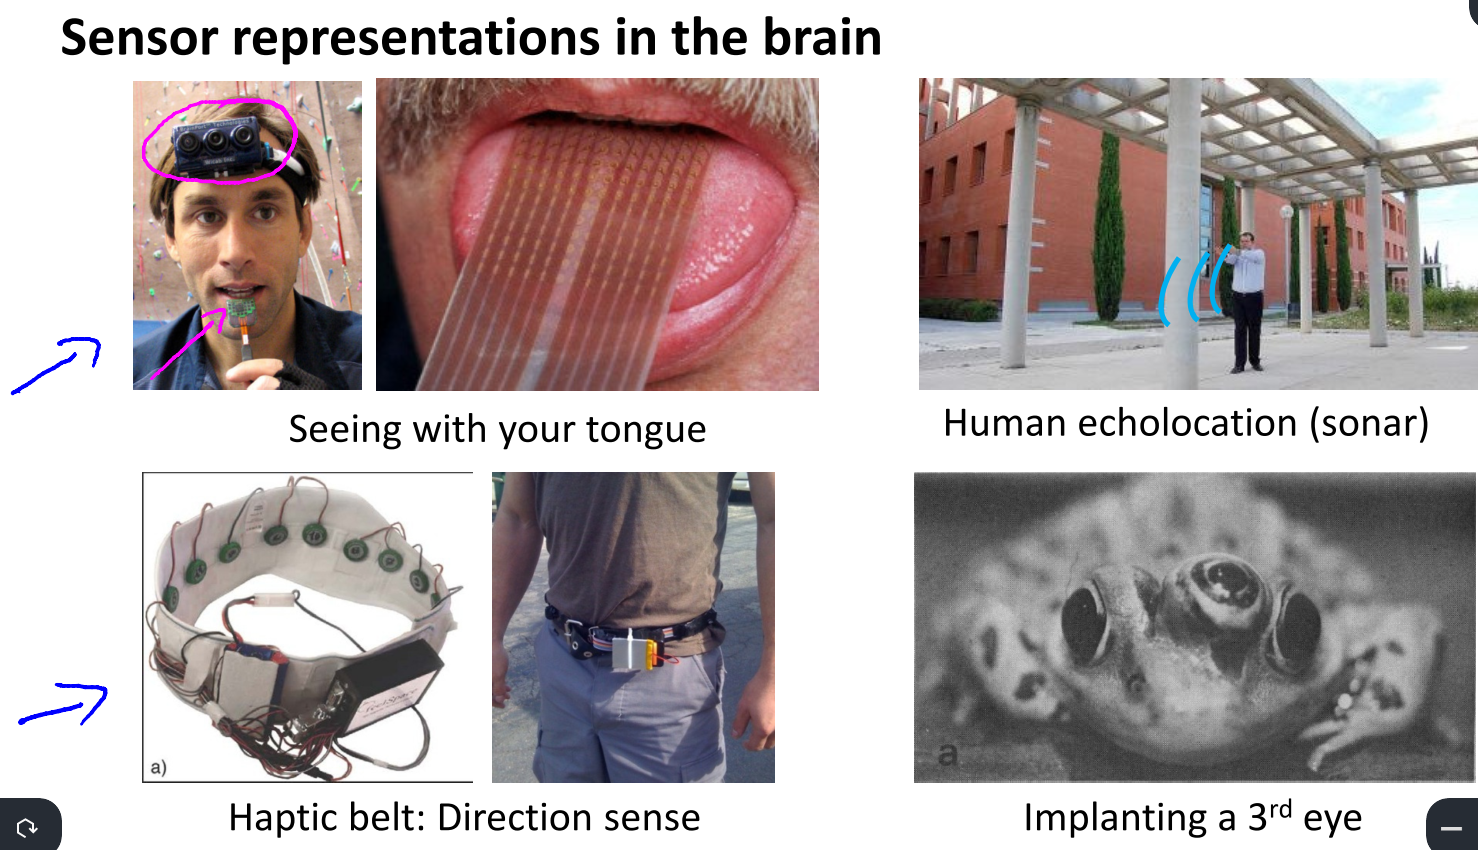 Sensor representations in the brain
Seeing with your tongue
Human echolocation (sonar)
feelSpace
a)
a
Haptic belt: Direction sense
Implanting a 3rd eye